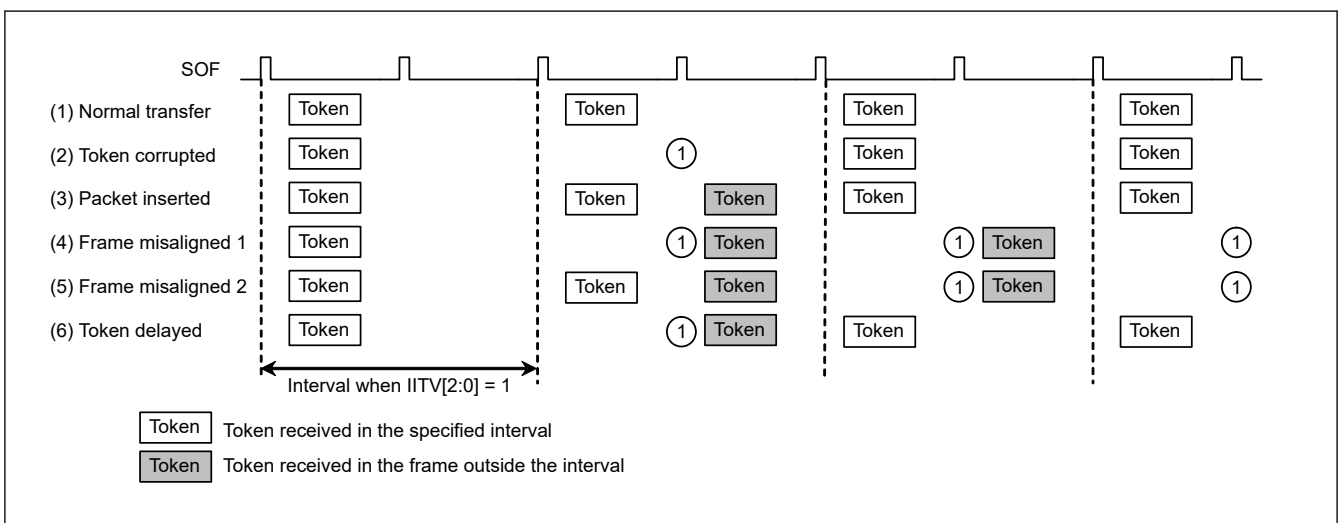 SOF
(1) Normal transfer Token Token Token Token
(2) Token corrupted Token 1 Token Token
(3) Packet inserted Token Token Token Token Token
(4) Frame misaligned 1 Token 1 Token 1 Token 1
(5) Frame misaligned 2 Token Token Token 1 Token 1
(6) Token delayed Token 1 Token Token Token
Interval when IITV[2:0] = 1
Token Token received in the specified interval
Token Token received in the frame outside the interval